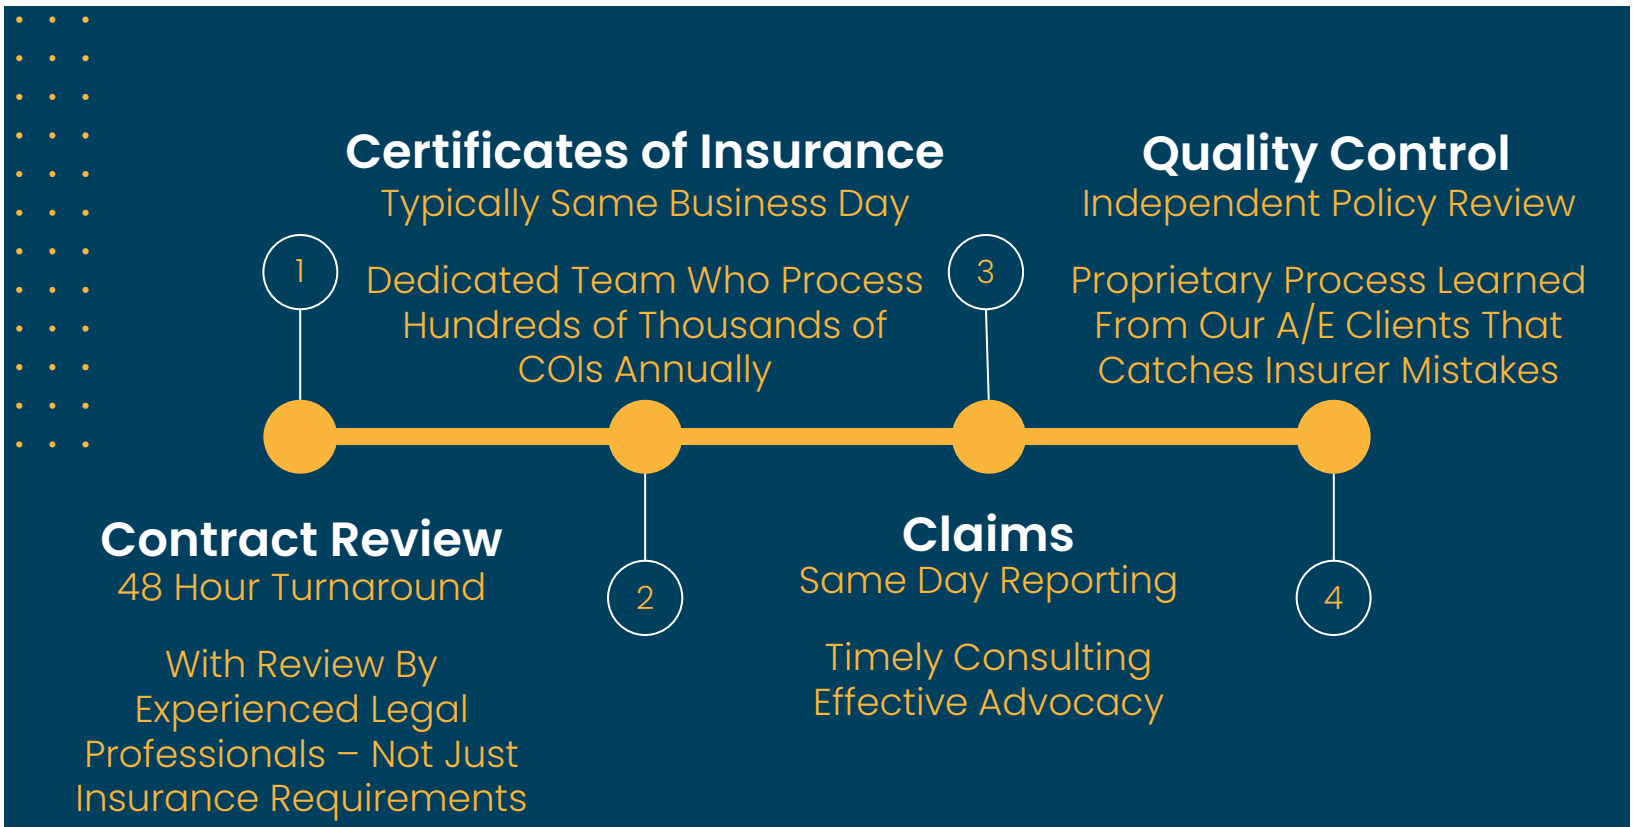 1
Contract Review
48 Hour Turnaround
With Review By
Experienced Legal
Professionals – Not Just
Insurance Requirements
Certificates of Insurance
Typically Same Business Day
Dedicated Team Who Process
Hundreds of Thousands of
COIs Annually
2
3
Claims
Same Day Reporting
Timely Consulting
Effective Advocacy
Quality Control
Independent Policy Review
Proprietary Process Learned
From Our A/E Clients That
Catches Insurer Mistakes
4